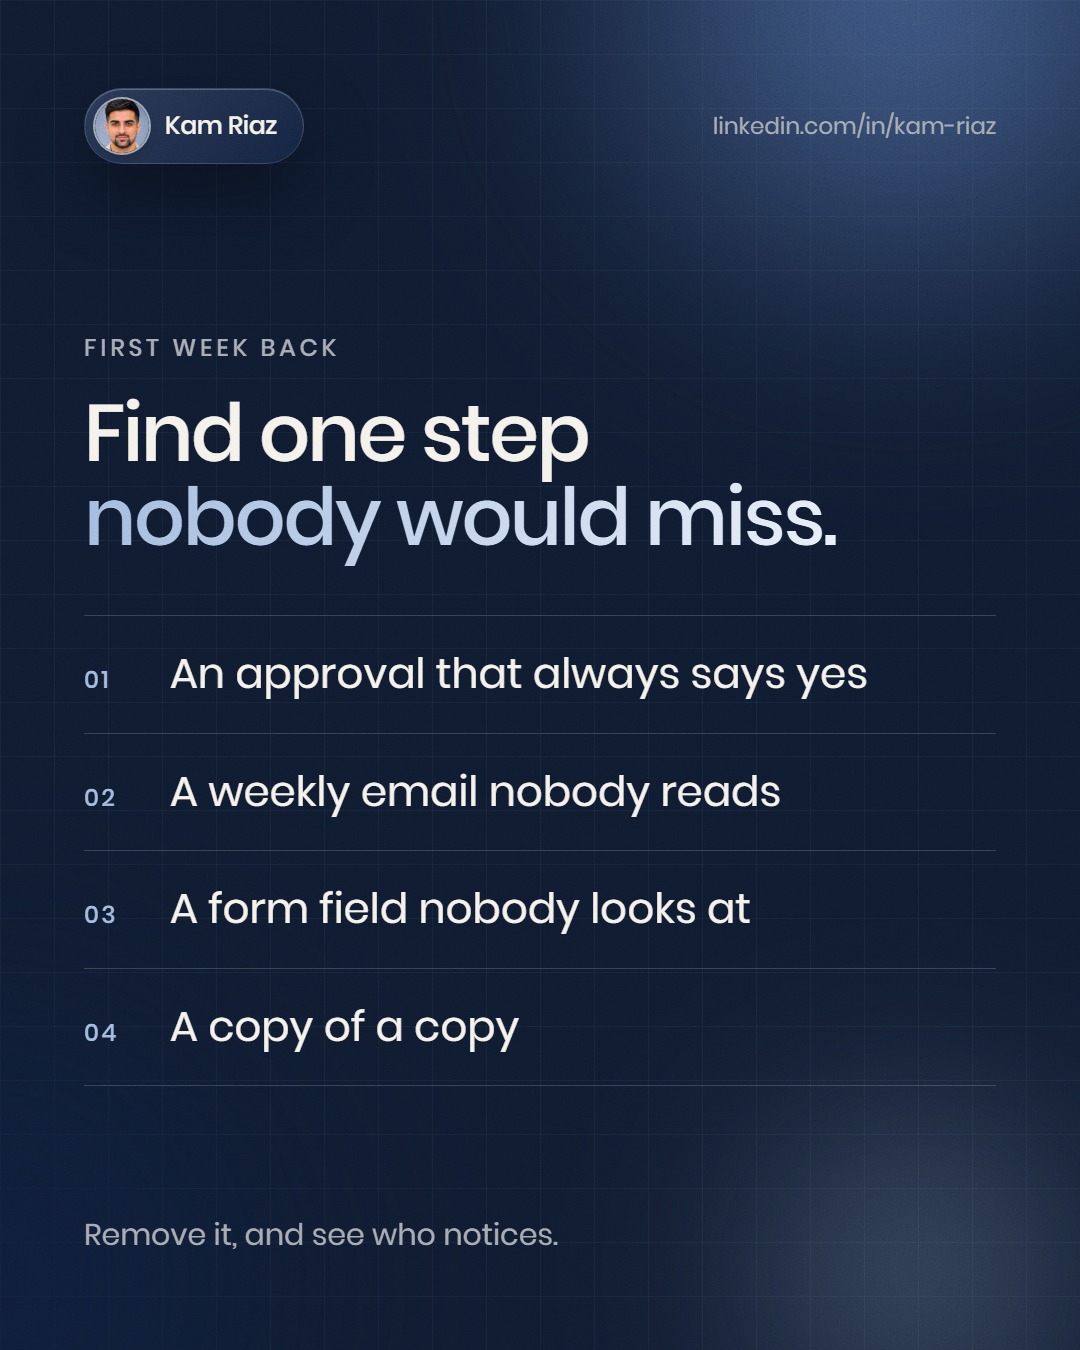 Kam Riaz
linkedin.com/in/kam-riaz
FIRST WEEK BACK
Find one step
nobody would miss.
01 An approval that always says yes
02 A weekly email nobody reads
03 A form field nobody looks at
04 A copy of a copy
Remove it, and see who notices.